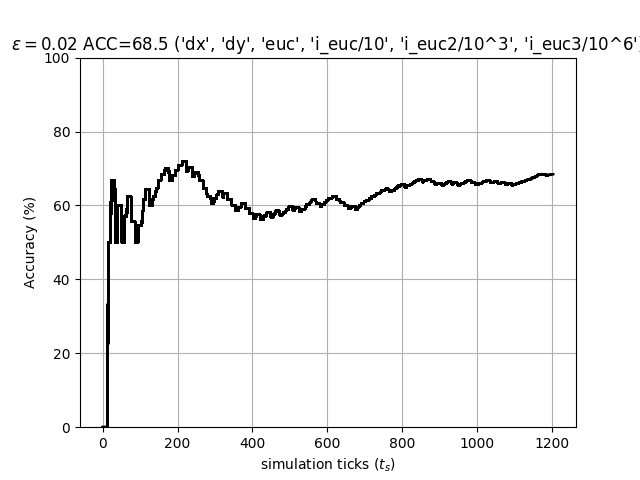 ε = 0.02 ACC=68.5 ('dx', 'dy', 'euc', 'i_euc/10', 'i_euc2/10^3', 'i_euc3/10^6')
100
80
60
40
20
0
Accuracy (%)
0 200 400 600 800 1000 1200
simulation ticks (tₛ)